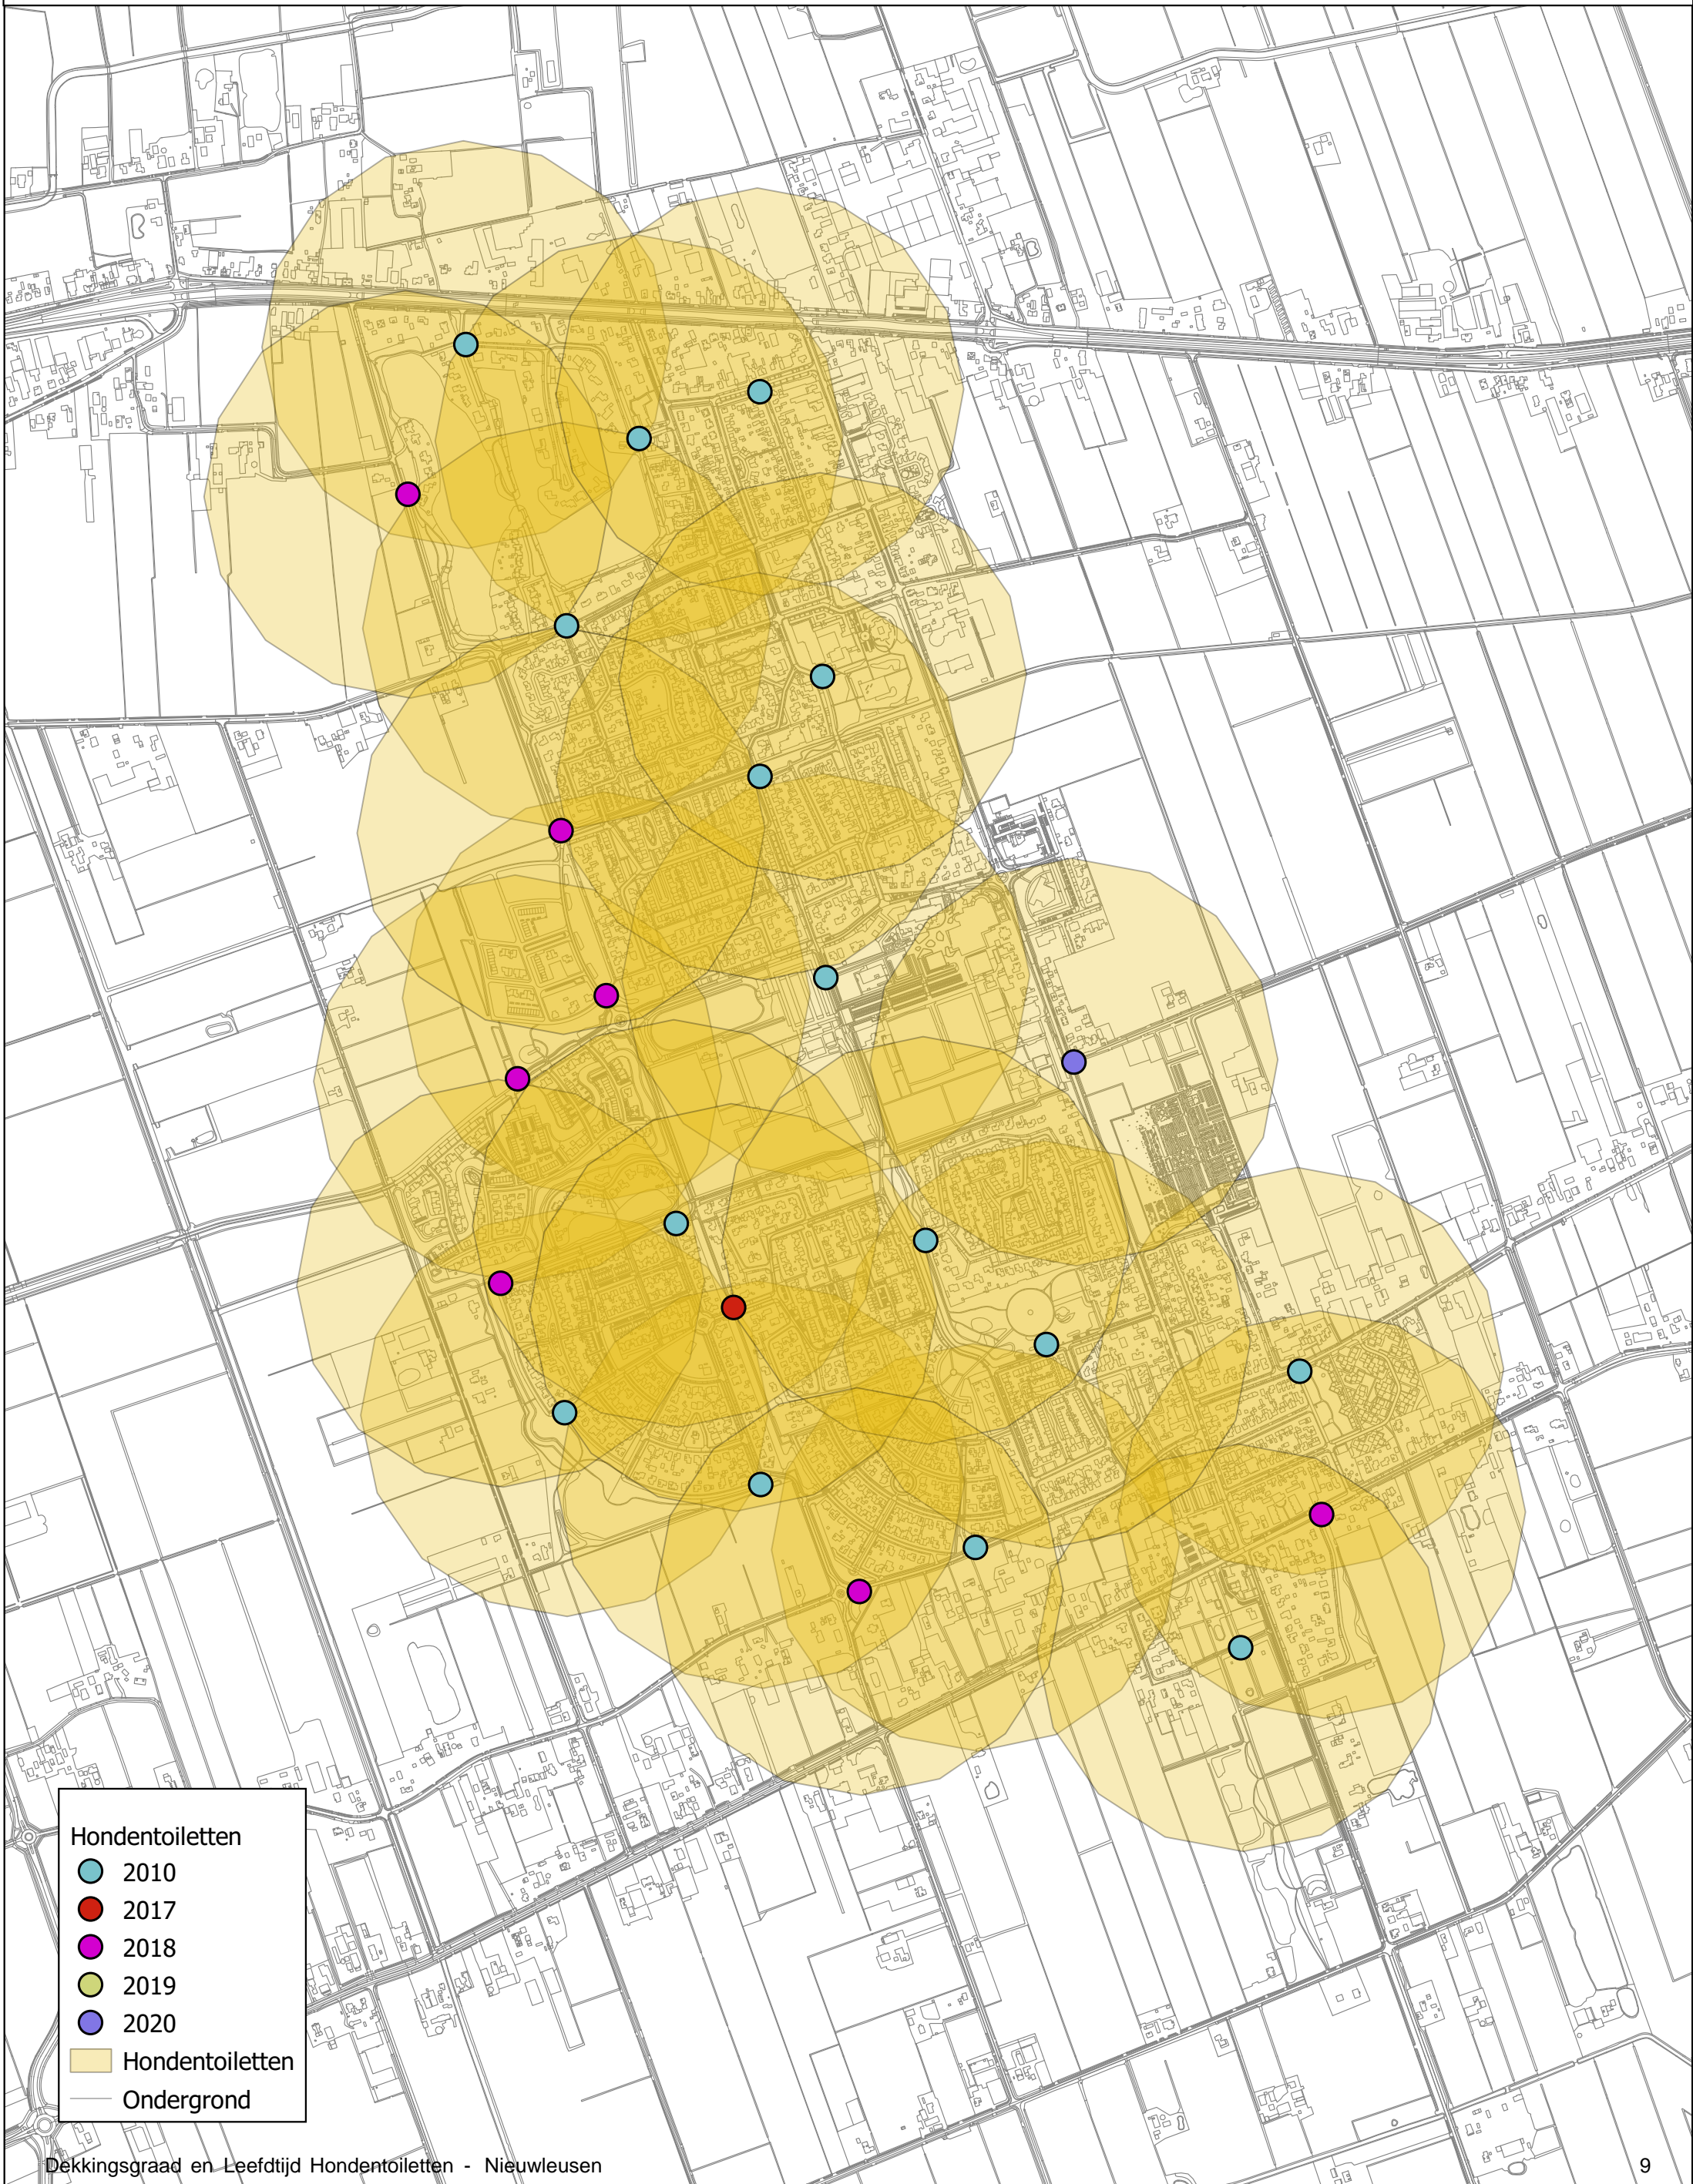 Hondentoiletten
2010
2017
2018
2019
2020
Hondentoiletten
Ondergrond
Dekkingsgraad en Leefdtijd Hondentoiletten - Nieuwleusen
9